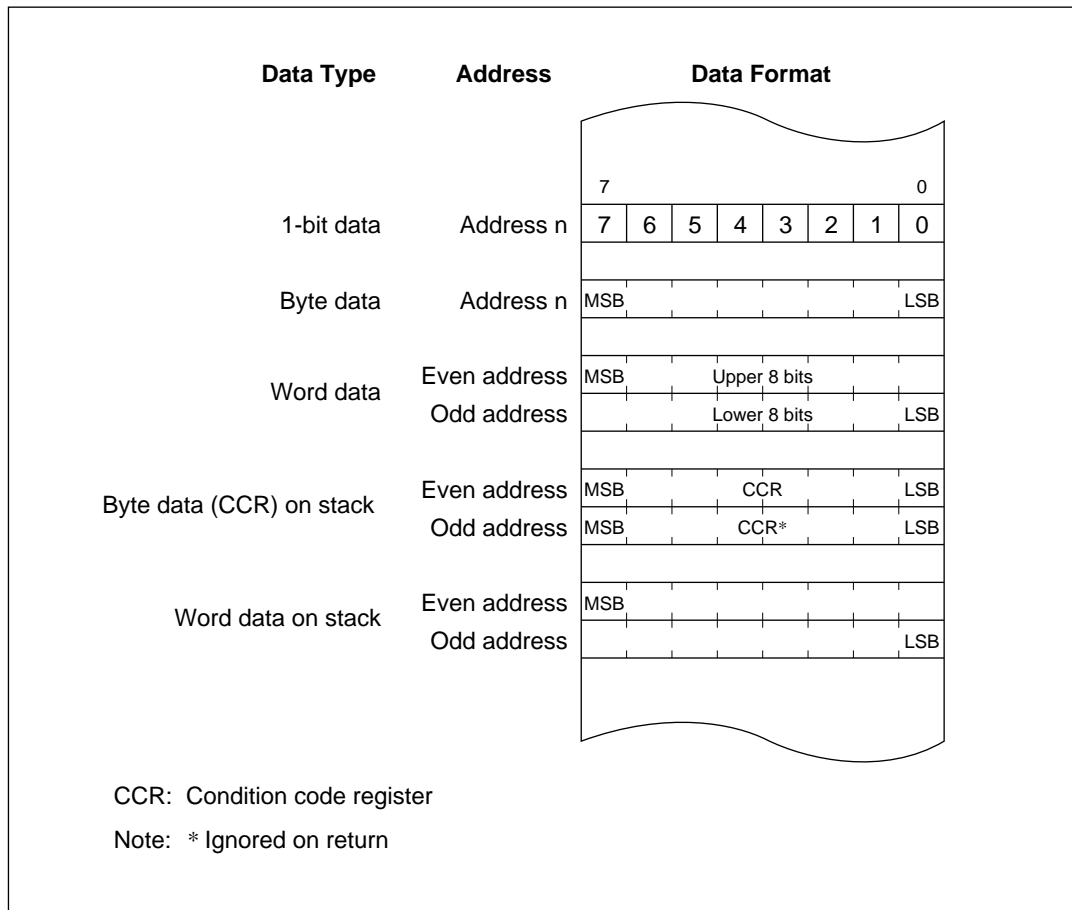 Data Type Address Data Format
7 0
1-bit data Address n 7 6 5 4 3 2 1 0
Byte data Address n MSB LSB
Word data
Even address MSB Upper 8 bits
Odd address Lower 8 bits LSB
Byte data (CCR) on stack
Even address MSB CCR LSB
Odd address MSB CCR* LSB
Word data on stack
Even address MSB
Odd address LSB
CCR: Condition code register
Note: * Ignored on return